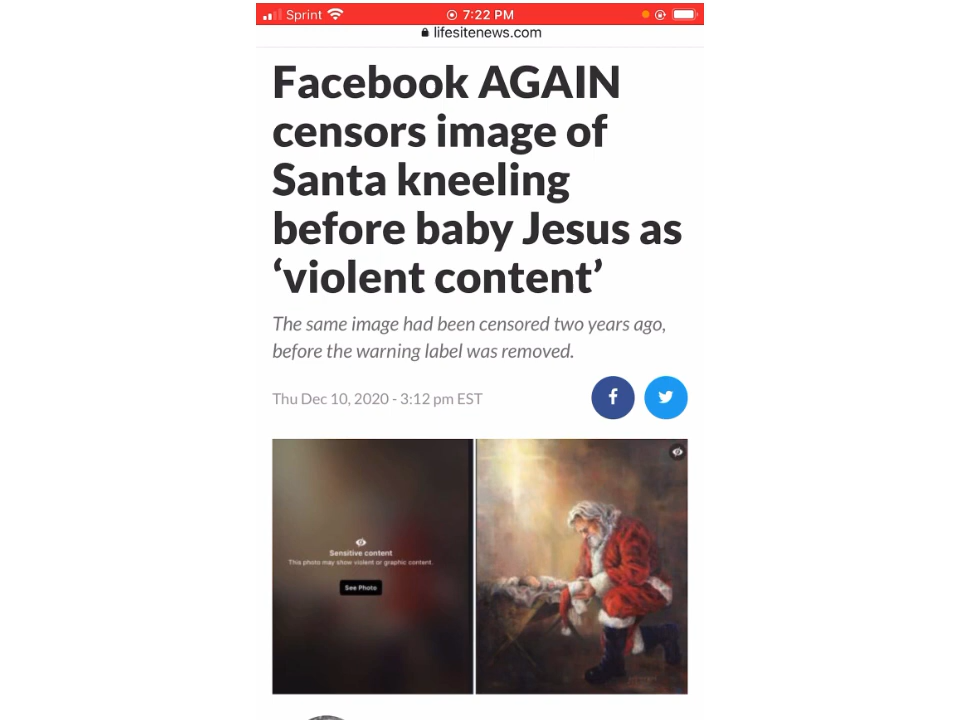 Sprint 7:22 PM
lifesitenews.com
Facebook AGAIN
censors image of
Santa kneeling
before baby Jesus as
‘violent content’
The same image had been censored two years ago,
before the warning label was removed.
Thu Dec 10, 2020 - 3:12 pm EST
Sensitive content
This photo may show violent or graphic content.
See Photo